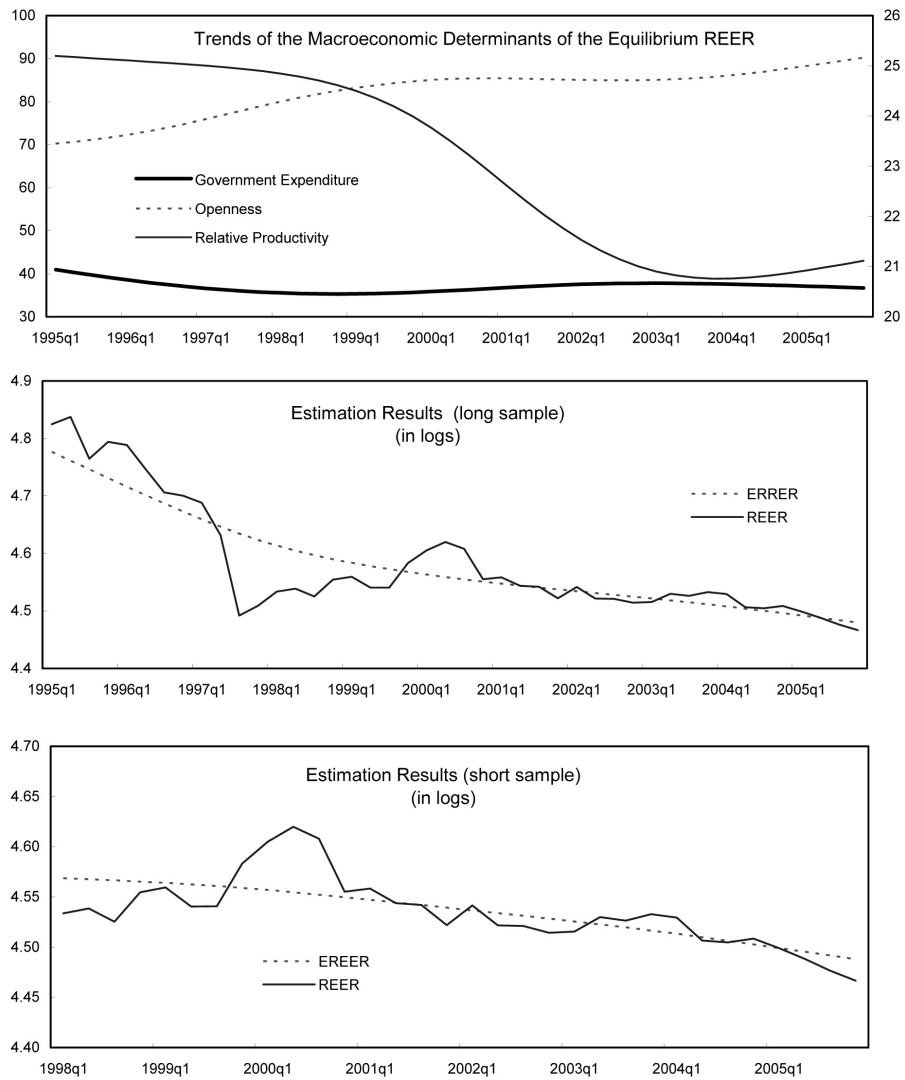 Trends of the Macroeconomic Determinants of the Equilibrium REER
100
90
80
70
60
50
40
30
26
25
24
23
22
21
20
Government Expenditure
Openness
Relative Productivity
1995q1 1996q1 1997q1 1998q1 1999q1 2000q1 2001q1 2002q1 2003q1 2004q1 2005q1
Estimation Results (long sample)
(in logs)
4.9
4.8
4.7
4.6
4.5
4.4
ERRER
REER
1995q1 1996q1 1997q1 1998q1 1999q1 2000q1 2001q1 2002q1 2003q1 2004q1 2005q1
Estimation Results (short sample)
(in logs)
4.70
4.65
4.60
4.55
4.50
4.45
4.40
EREER
REER
1998q1 1999q1 2000q1 2001q1 2002q1 2003q1 2004q1 2005q1